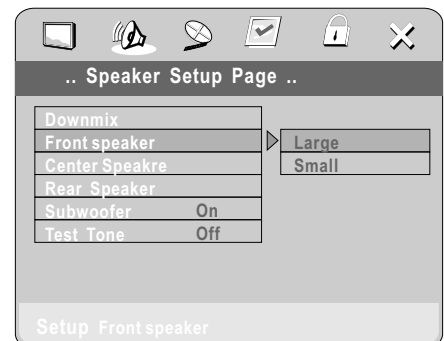 .. Speaker Setup Page ..
Downmix
Front speaker
Large
Center Speakre
Small
Rear Speaker
Subwoofer On
Test Tone Off
Setup Front speaker